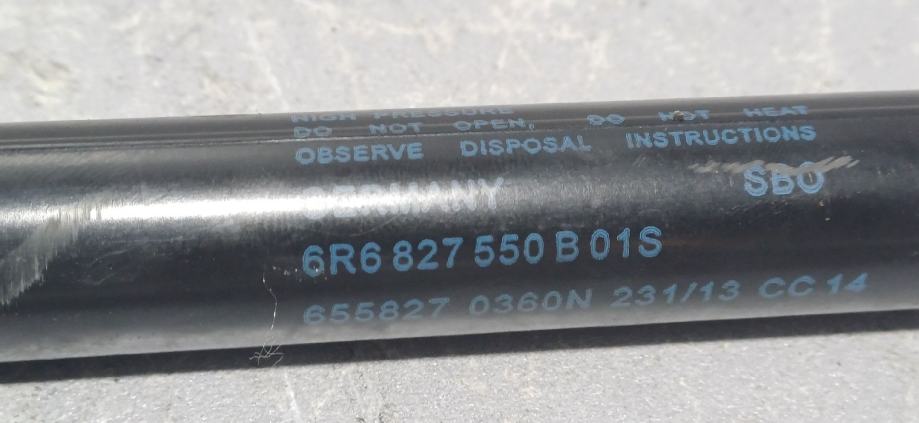 HIGH PRESSURE
DO NOT OPEN, DO NOT HEAT
OBSERVE DISPOSAL INSTRUCTIONS
GERMANY SBO
6R6 827 550 B 01S
655827 0360N 231/13 CC 14